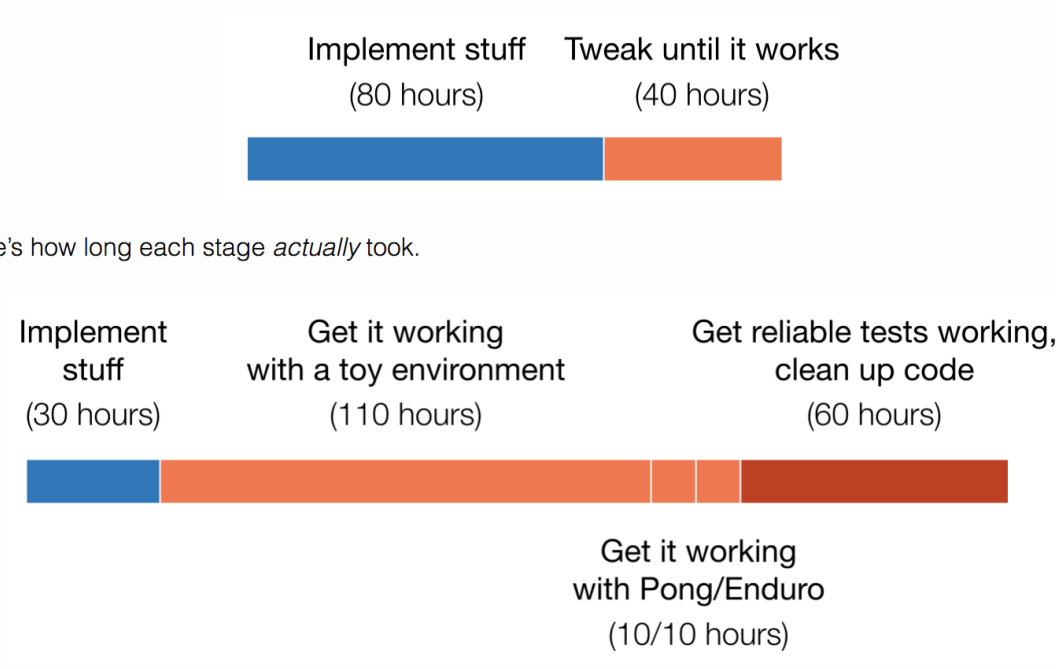 Implement stuff
(80 hours)
Tweak until it works
(40 hours)
e's how long each stage actually took.
Implement
stuff
(30 hours)
Get it working
with a toy environment
(110 hours)
Get reliable tests working,
clean up code
(60 hours)
Get it working
with Pong/Enduro
(10/10 hours)